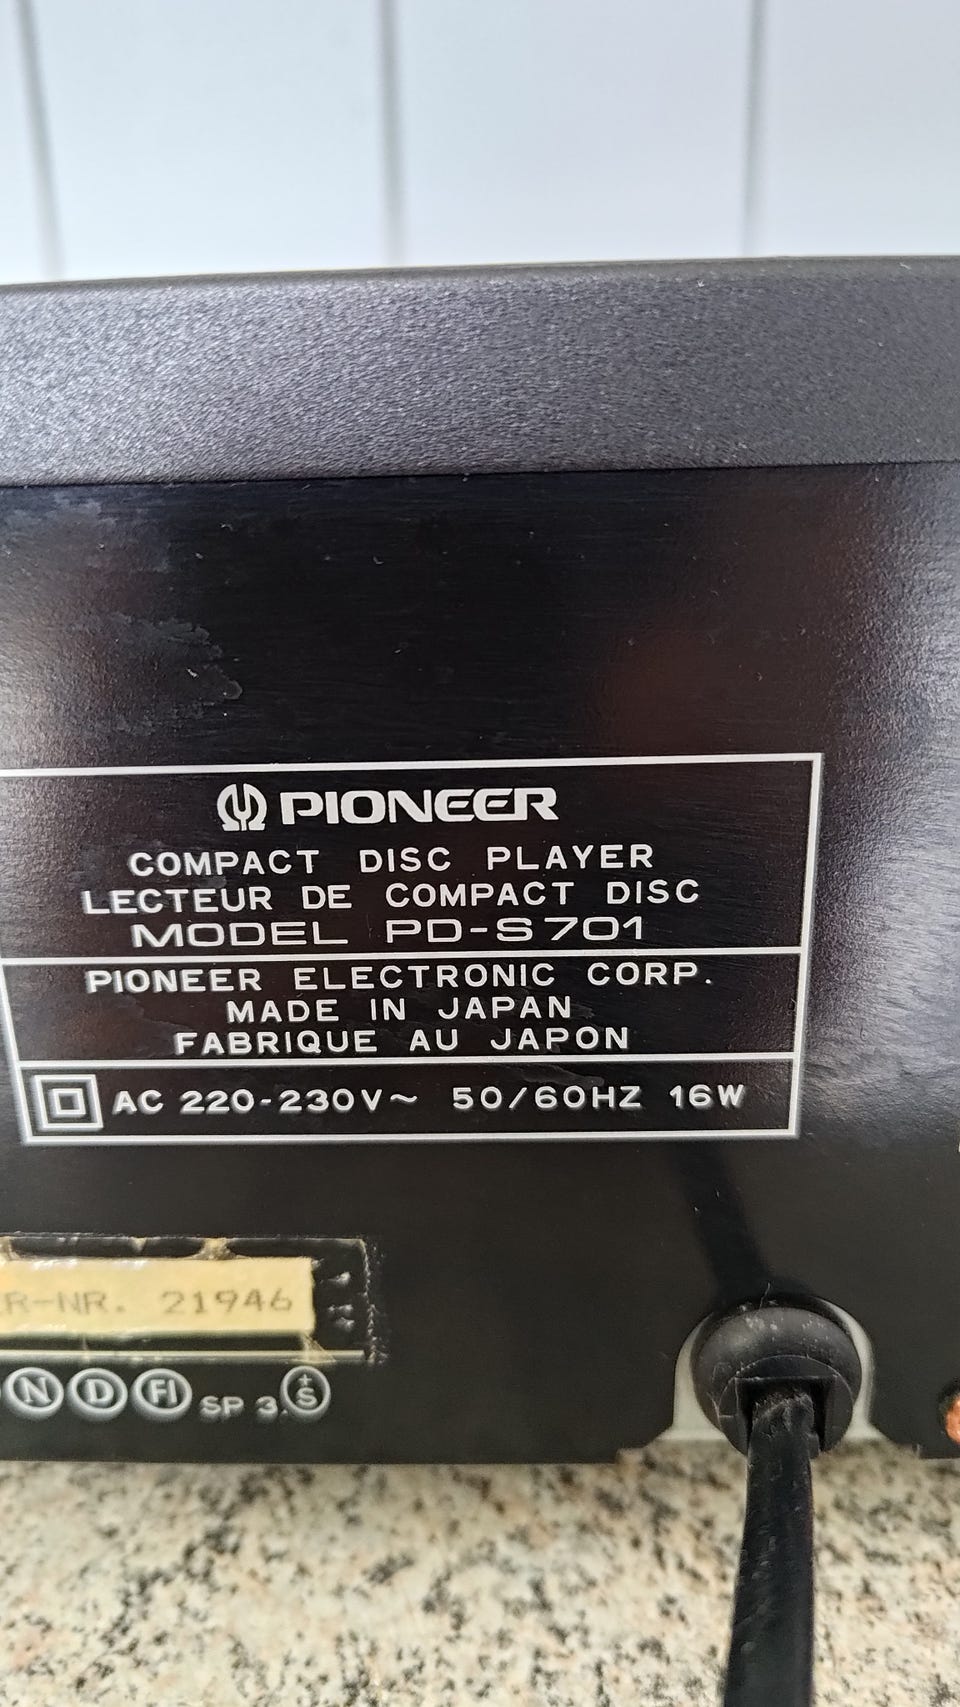 PIONEER
COMPACT DISC PLAYER
LECTEUR DE COMPACT DISC
MODEL PD-S701
PIONEER ELECTRONIC CORP.
MADE IN JAPAN
FABRIQUE AU JAPON
AC 220-230V~ 50/60HZ 16W
R-NR. 21946
N D FI SP 3. +S